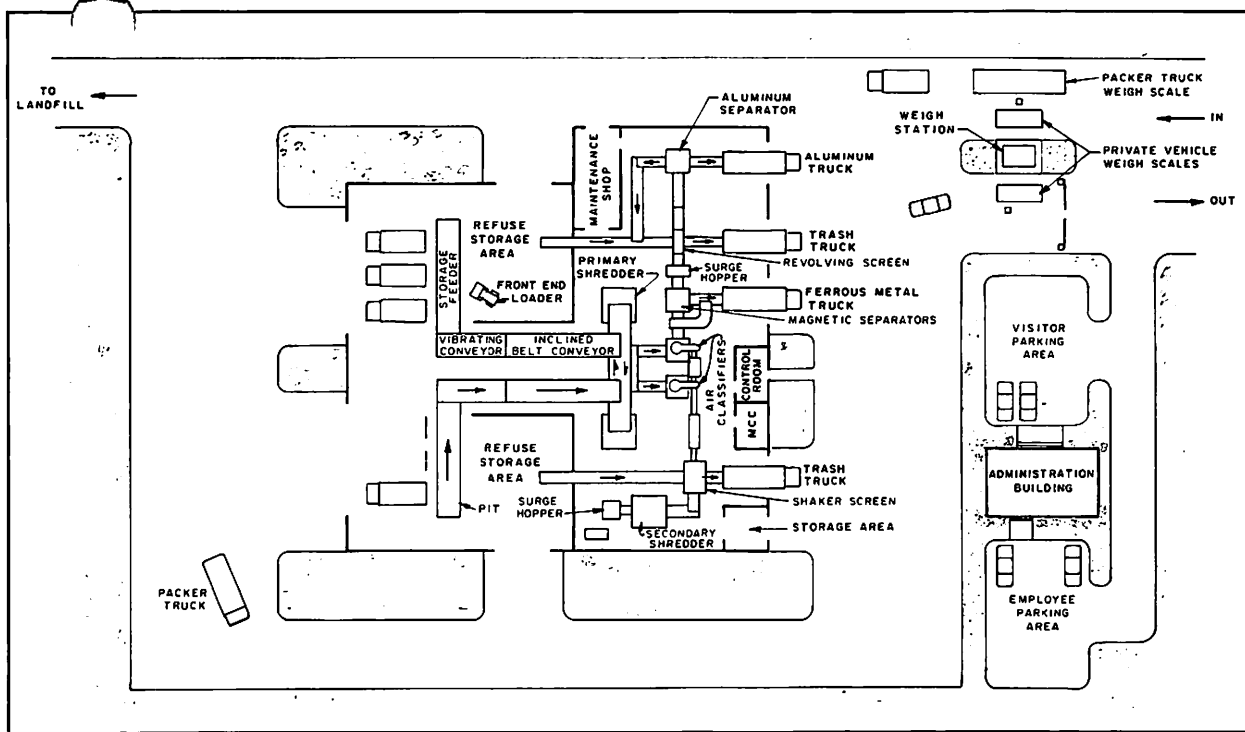 TO
LANDFILL
ALUMINUM
SEPARATOR
PACKER TRUCK
WEIGH SCALE
WEIGH
STATION
IN
PRIVATE VEHICLE
WEIGH SCALES
OUT
MAINTENANCE
SHOP
ALUMINUM
TRUCK
REFUSE
STORAGE
AREA
TRASH
TRUCK
REVOLVING SCREEN
PRIMARY
SHREDDER
SURGE
HOPPER
STORAGE
FEEDER
FRONT END
LOADER
FERROUS METAL
TRUCK
MAGNETIC SEPARATORS
VIBRATING
CONVEYOR
INCLINED
BELT CONVEYOR
AIR
CLASSIFIERS
CONTROL
ROOM
MCC
VISITOR
PARKING
AREA
REFUSE
STORAGE
AREA
TRASH
TRUCK
SHAKER SCREEN
ADMINISTRATION
BUILDING
PIT
SURGE
HOPPER
SECONDARY
SHREDDER
STORAGE AREA
PACKER
TRUCK
EMPLOYEE
PARKING
AREA